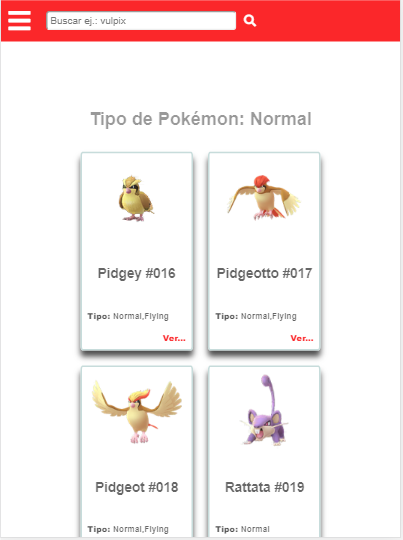 Buscar ej.: vulpix
Tipo de Pokémon: Normal
Pidgey #016
Pidgeotto #017
Tipo: Normal,Flying
Tipo: Normal,Flying
Ver...
Ver...
Pidgeot #018
Rattata #019
Tipo: Normal,Flying
Tipo: Normal